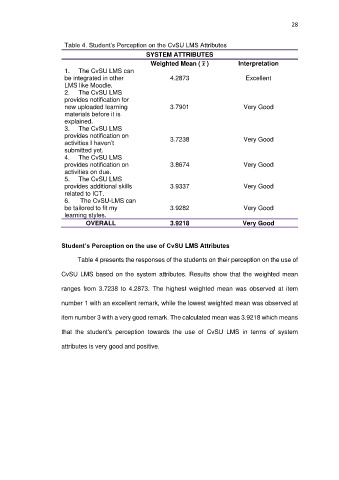 28
Table 4. Student's Perception on the CvSU LMS Attributes
SYSTEM ATTRIBUTES
Weighted Mean ( x̄ ) Interpretation
1. The CvSU LMS can
be integrated in other 4.2873 Excellent
LMS like Moodle.
2. The CvSU LMS
provides notification for
new uploaded learning 3.7901 Very Good
materials before it is
explained.
3. The CvSU LMS
provides notification on
activities I haven't 3.7238 Very Good
submitted yet.
4. The CvSU LMS
provides notification on 3.8674 Very Good
activities on due.
5. The CvSU LMS
provides additional skills 3.9337 Very Good
related to ICT.
6. The CvSU-LMS can
be tailored to fit my 3.9282 Very Good
learning styles.
OVERALL 3.9218 Very Good
Student's Perception on the use of CvSU LMS Attributes
Table 4 presents the responses of the students on their perception on the use of
CvSU LMS based on the system attributes. Results show that the weighted mean
ranges from 3.7238 to 4.2873. The highest weighted mean was observed at item
number 1 with an excellent remark, while the lowest weighted mean was observed at
item number 3 with a very good remark. The calculated mean was 3.9218 which means
that the student's perception towards the use of CvSU LMS in terms of system
attributes is very good and positive.